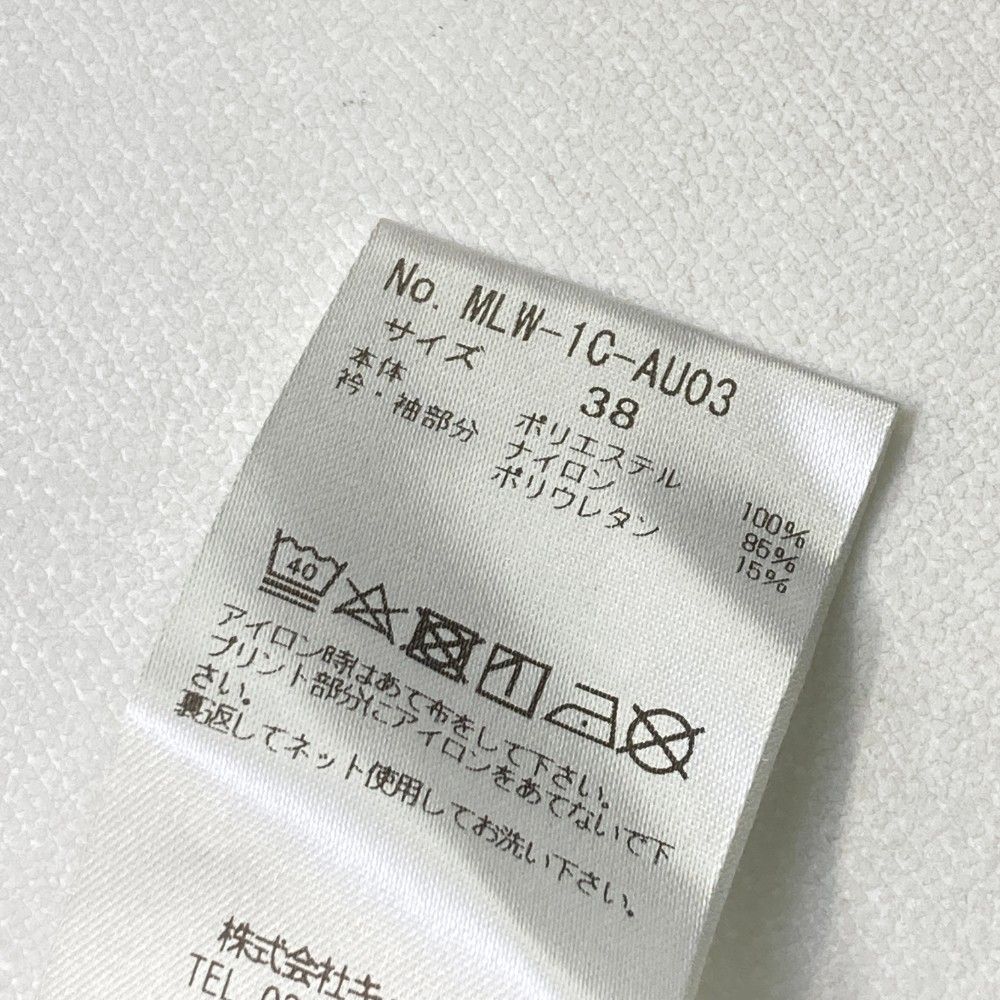 No. MLW-1C-AU03
サイズ 38
本体 ポリエステル 100%
衿・袖部分 ナイロン 85%
ポリウレタン 15%
40
アイロン時はあて布をして下さい。
プリント部分にアイロンをあてないで下
さい。
裏返してネット使用してお洗い下さい。
株式会社キ
TEL